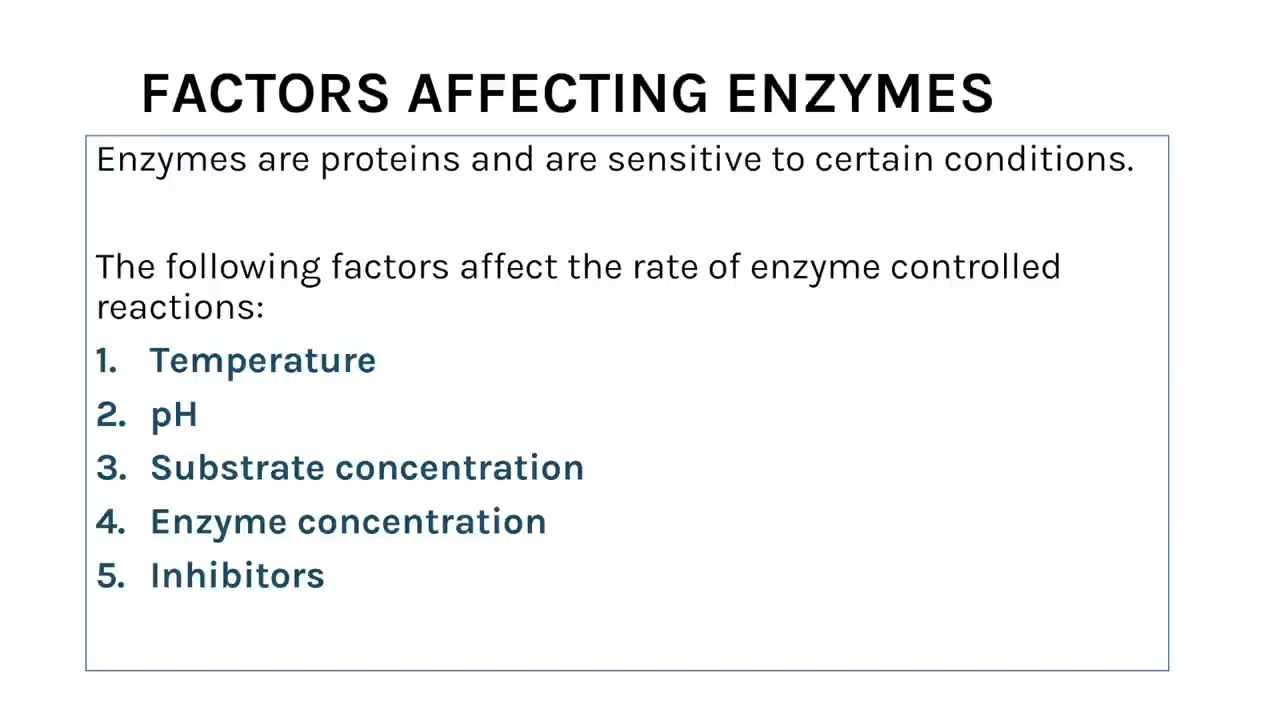 FACTORS AFFECTING ENZYMES
Enzymes are proteins and are sensitive to certain conditions.
The following factors affect the rate of enzyme controlled
reactions:
1. Temperature
2. pH
3. Substrate concentration
4. Enzyme concentration
5. Inhibitors